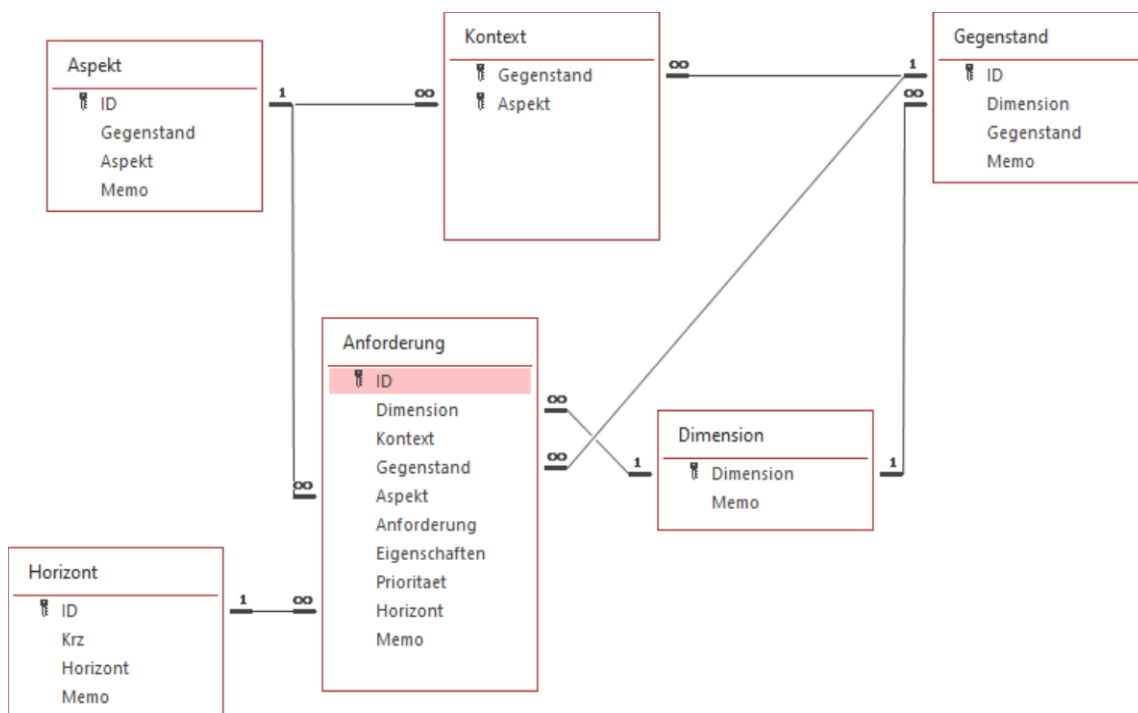 Aspekt
ID
Gegenstand
Aspekt
Memo
Kontext
Gegenstand
Aspekt
Gegenstand
ID
Dimension
Gegenstand
Memo
1
∞
∞
1
∞
Anforderung
ID
Dimension
Kontext
Gegenstand
Aspekt
Anforderung
Eigenschaften
Prioritaet
Horizont
Memo
∞
∞
∞
1
1
Dimension
Dimension
Memo
Horizont
ID
Krz
Horizont
Memo
1
∞